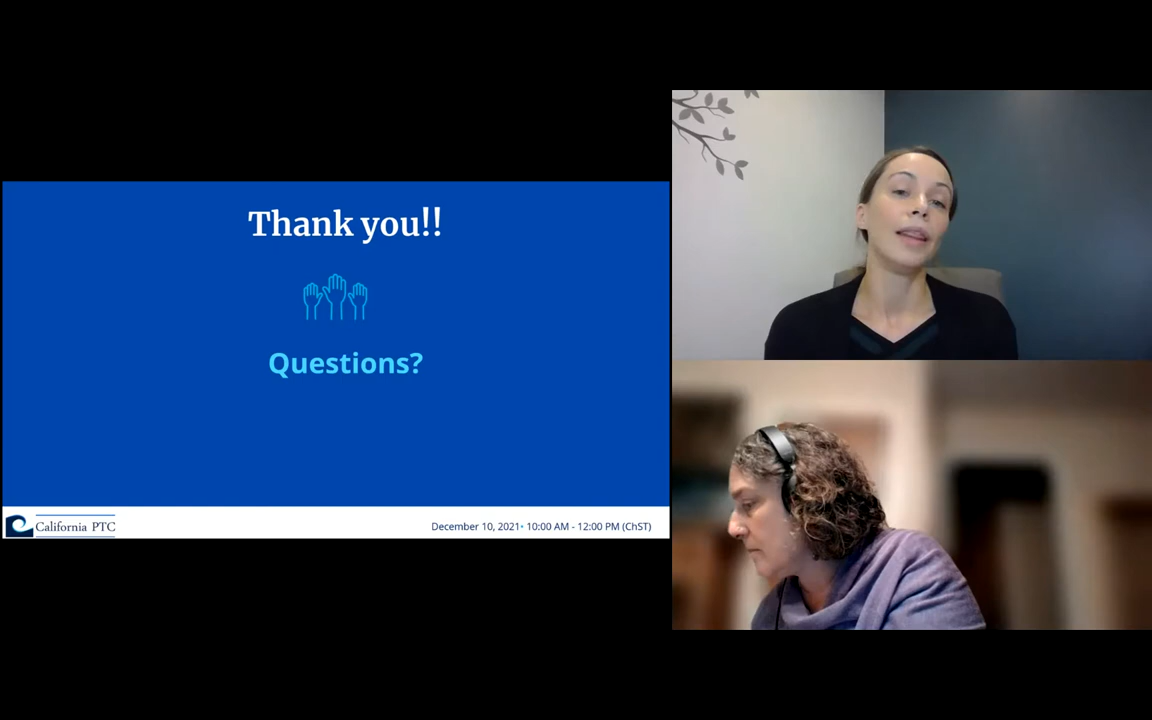 Thank you!!
Questions?
California PTC
December 10, 2021• 10:00 AM - 12:00 PM (ChST)